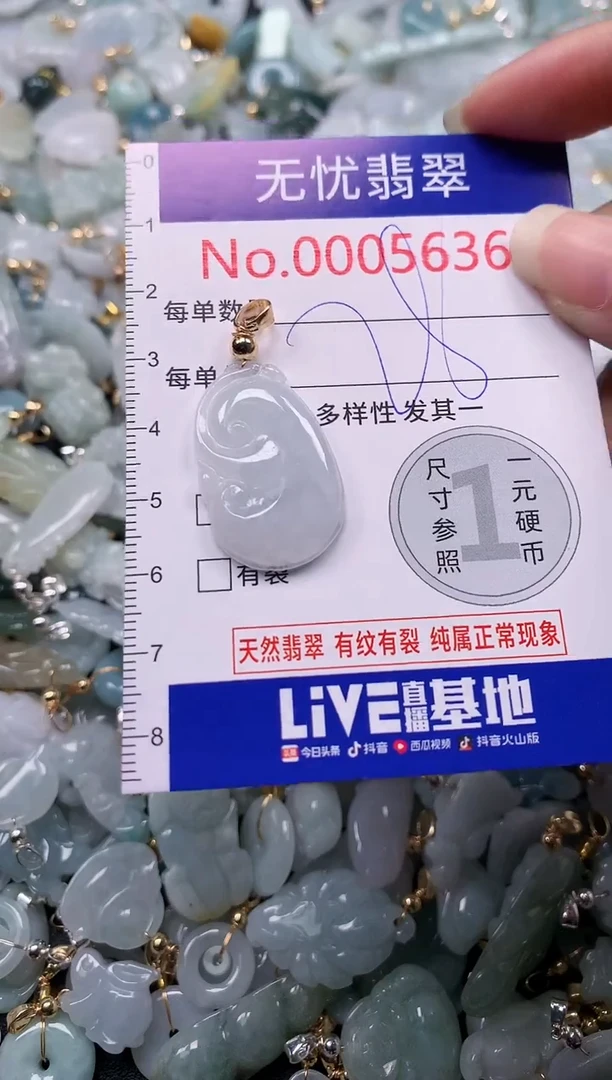 0
无忧翡翠
1
No.0005636
2
每单数
3
每单
多样性 发其一
4
尺寸参照
1
一元硬币
5
6
有裂
天然翡翠 有纹有裂 纯属正常现象
7
LiVE直播基地
8
今日头条 抖音 西瓜视频 抖音火山版